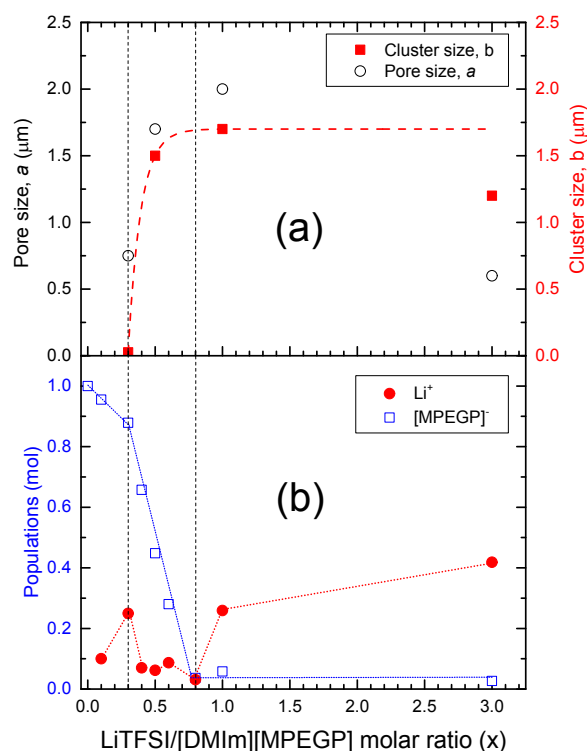 2.5
2.0
1.5
1.0
0.5
0.0
Pore size, a (μm)
Cluster size, b
Pore size, a
(a)
2.5
2.0
1.5
1.0
0.5
0.0
Cluster size, b (μm)
1.0
0.8
0.6
0.4
0.2
0.0
Populations (mol)
Li⁺
[MPEGP]⁻
(b)
0.0 0.5 1.0 1.5 2.0 2.5 3.0
LiTFSI/[DMIm][MPEGP] molar ratio (x)